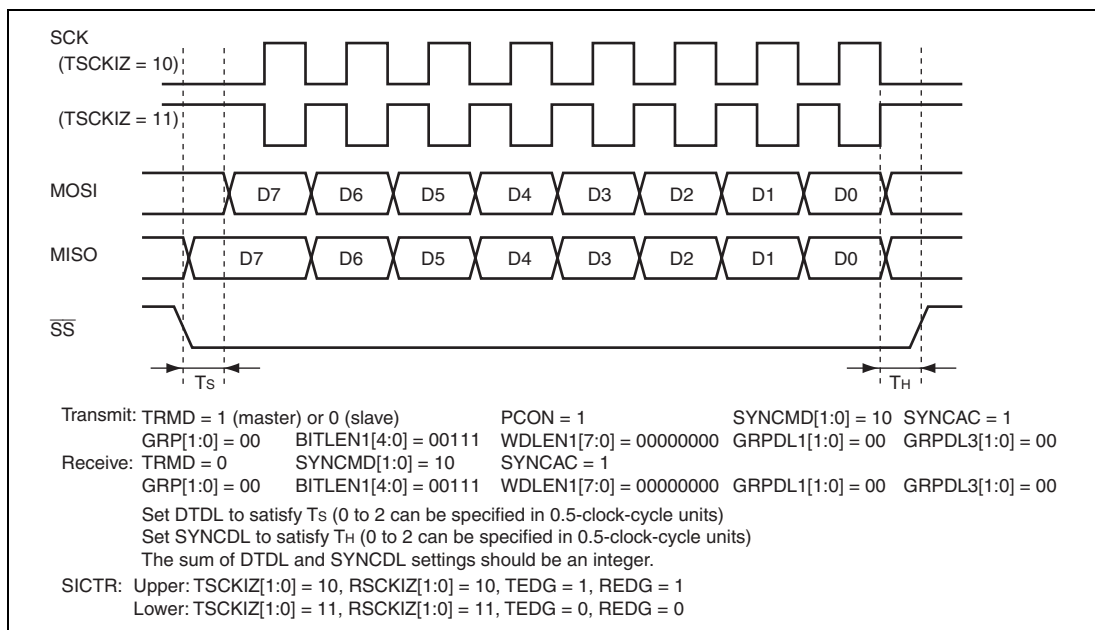 SCK
(TSCKIZ = 10)
(TSCKIZ = 11)
MOSI D7 D6 D5 D4 D3 D2 D1 D0
MISO D7 D6 D5 D4 D3 D2 D1 D0
SS
TS TH
Transmit: TRMD = 1 (master) or 0 (slave) PCON = 1 SYNCMD[1:0] = 10 SYNCAC = 1
GRP[1:0] = 00 BITLEN1[4:0] = 00111 WDLEN1[7:0] = 00000000 GRPDL1[1:0] = 00 GRPDL3[1:0] = 00
Receive: TRMD = 0 SYNCMD[1:0] = 10 SYNCAC = 1
GRP[1:0] = 00 BITLEN1[4:0] = 00111 WDLEN1[7:0] = 00000000 GRPDL1[1:0] = 00 GRPDL3[1:0] = 00
Set DTDL to satisfy TS (0 to 2 can be specified in 0.5-clock-cycle units)
Set SYNCDL to satisfy TH (0 to 2 can be specified in 0.5-clock-cycle units)
The sum of DTDL and SYNCDL settings should be an integer.
SICTR: Upper: TSCKIZ[1:0] = 10, RSCKIZ[1:0] = 10, TEDG = 1, REDG = 1
Lower: TSCKIZ[1:0] = 11, RSCKIZ[1:0] = 11, TEDG = 0, REDG = 0